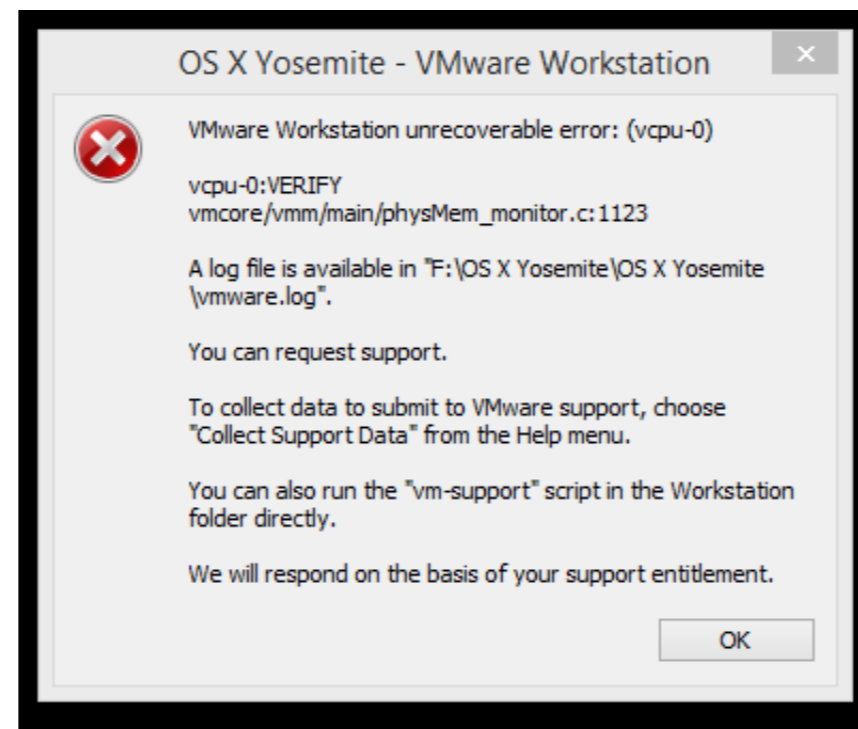 OS X Yosemite - VMware Workstation
VMware Workstation unrecoverable error: (vcpu-0)
vcpu-0:VERIFY
vmcore/vmm/main/physMem_monitor.c:1123
A log file is available in "F:\OS X Yosemite\OS X Yosemite
\vmware.log".
You can request support.
To collect data to submit to VMware support, choose
"Collect Support Data" from the Help menu.
You can also run the "vm-support" script in the Workstation
folder directly.
We will respond on the basis of your support entitlement.
OK